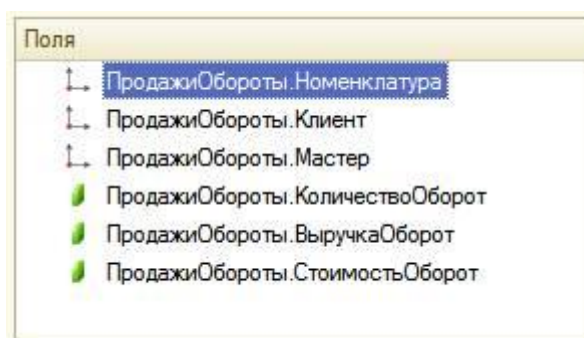 Поля
ПродажиОбороты.Номенклатура
ПродажиОбороты.Клиент
ПродажиОбороты.Мастер
ПродажиОбороты.КоличествоОборот
ПродажиОбороты.ВыручкаОборот
ПродажиОбороты.СтоимостьОборот